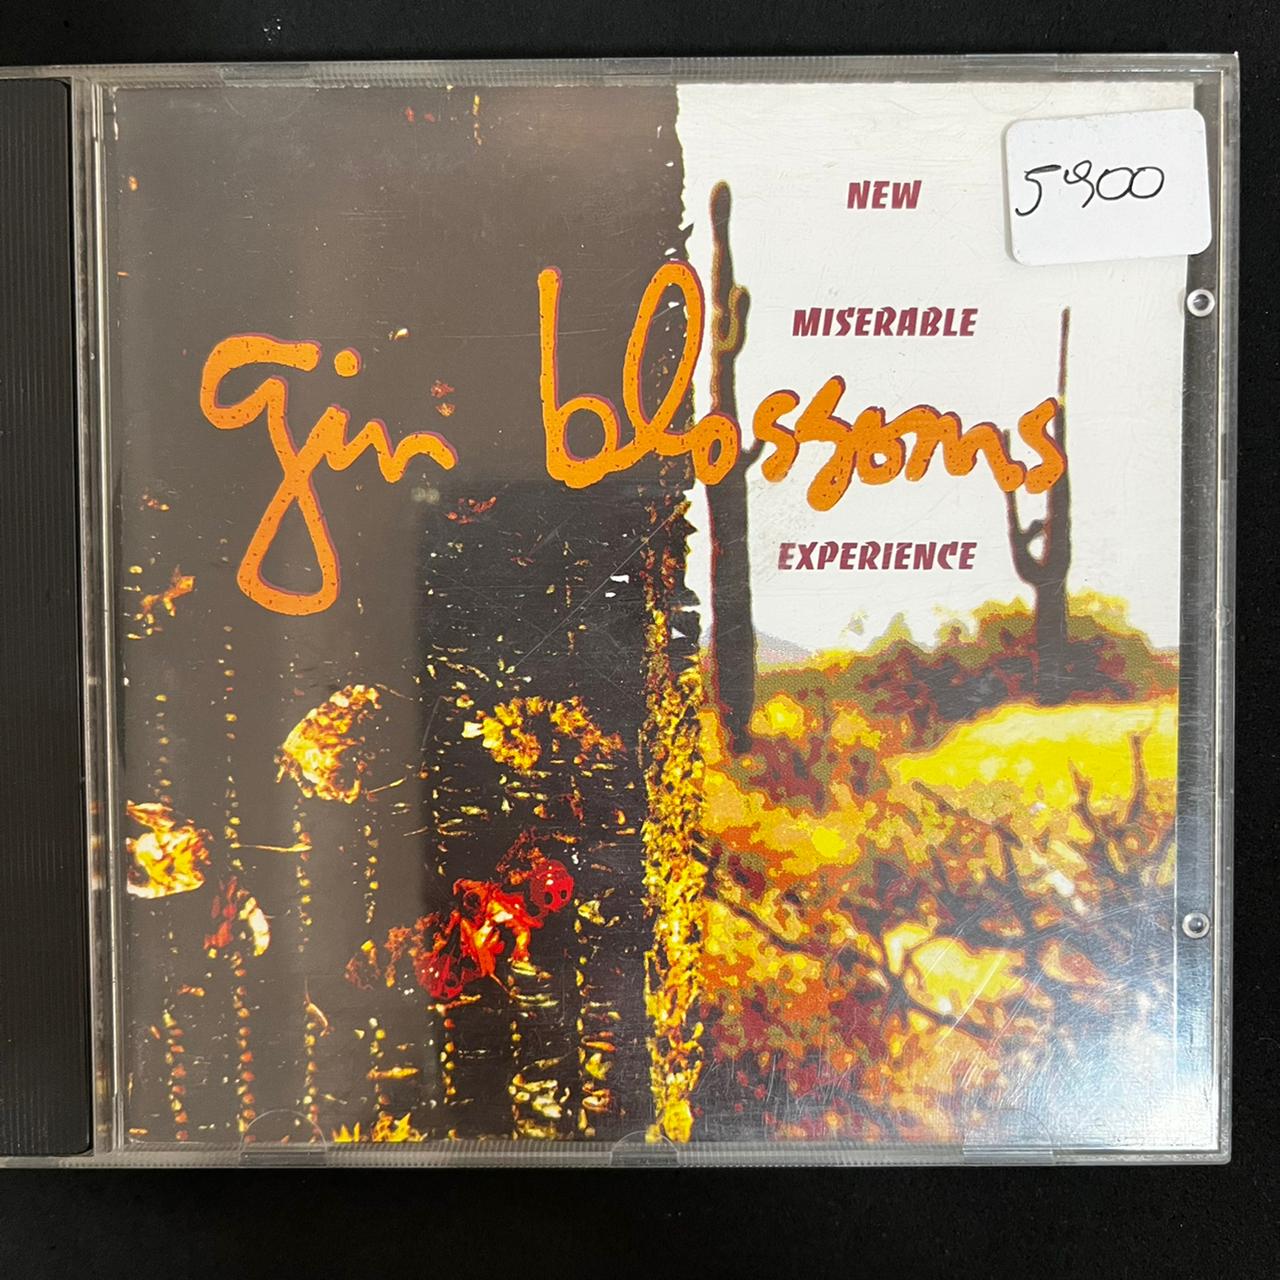 NEW
5900
MISERABLE
gin blossoms
EXPERIENCE